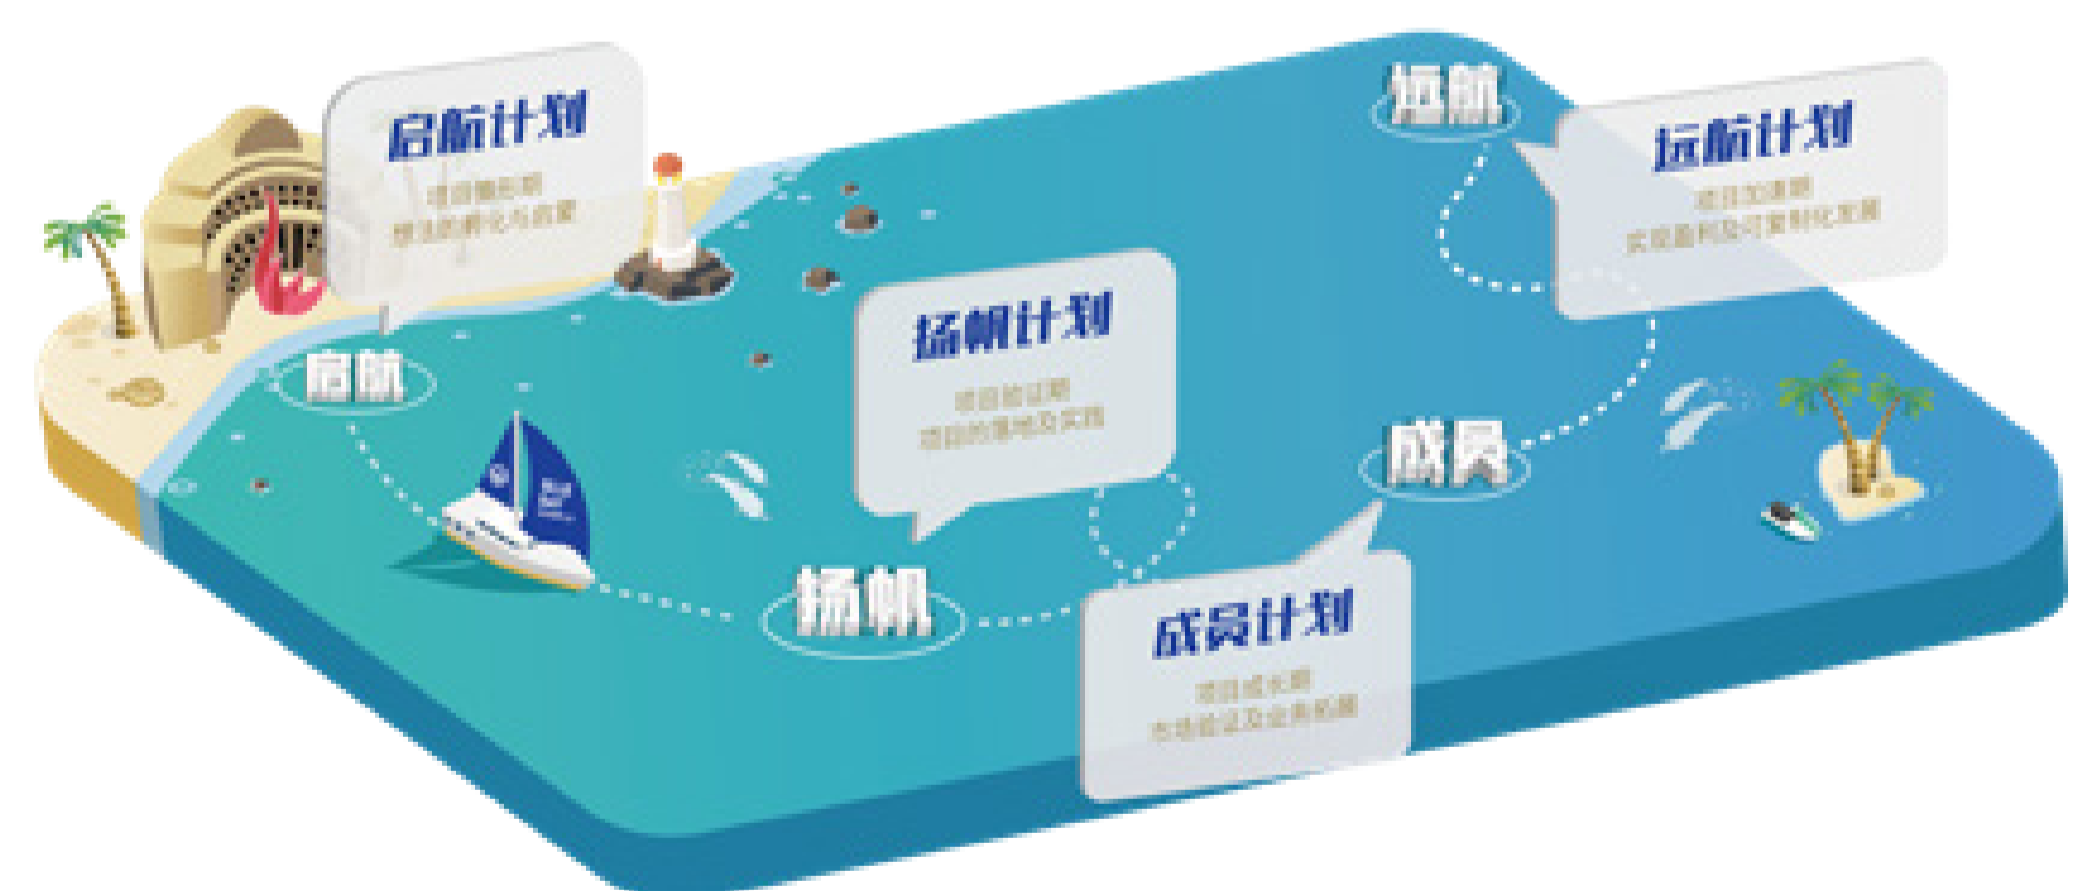 启航计划
项目雏形期
想法的孵化与启蒙
启航
扬帆计划
项目验证期
项目的落地及实践
扬帆
成员计划
项目成长期
市场验证及业务拓展
成员
远航计划
项目加速期
实现盈利及可复制化发展
远航